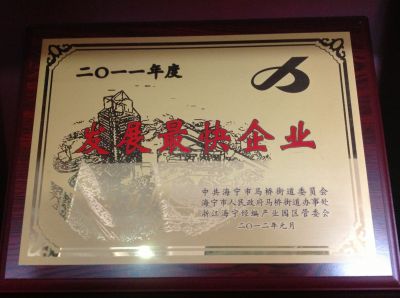 二〇一一年度
发展最快企业
中共海宁市马桥街道委员会
海宁市人民政府马桥街道办事处
浙江海宁经编产业园区管委会
二〇一二年元月